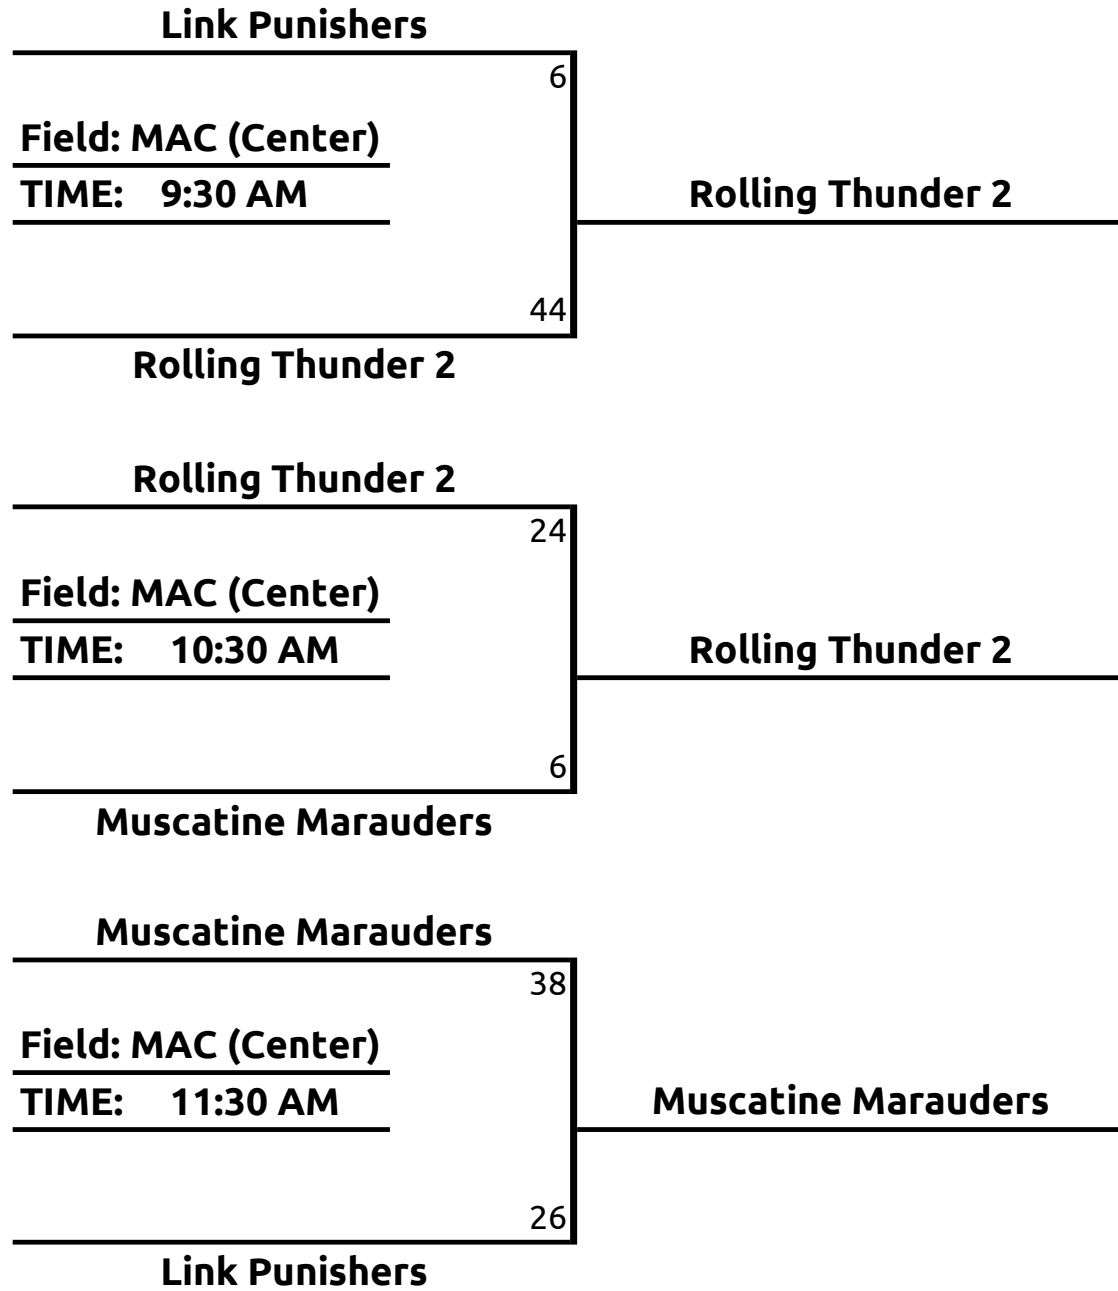 Link Punishers
6
Field: MAC (Center)
TIME: 9:30 AM
Rolling Thunder 2
44
Rolling Thunder 2
Rolling Thunder 2
24
Field: MAC (Center)
TIME: 10:30 AM
Rolling Thunder 2
6
Muscatine Marauders
Muscatine Marauders
38
Field: MAC (Center)
TIME: 11:30 AM
Muscatine Marauders
26
Link Punishers